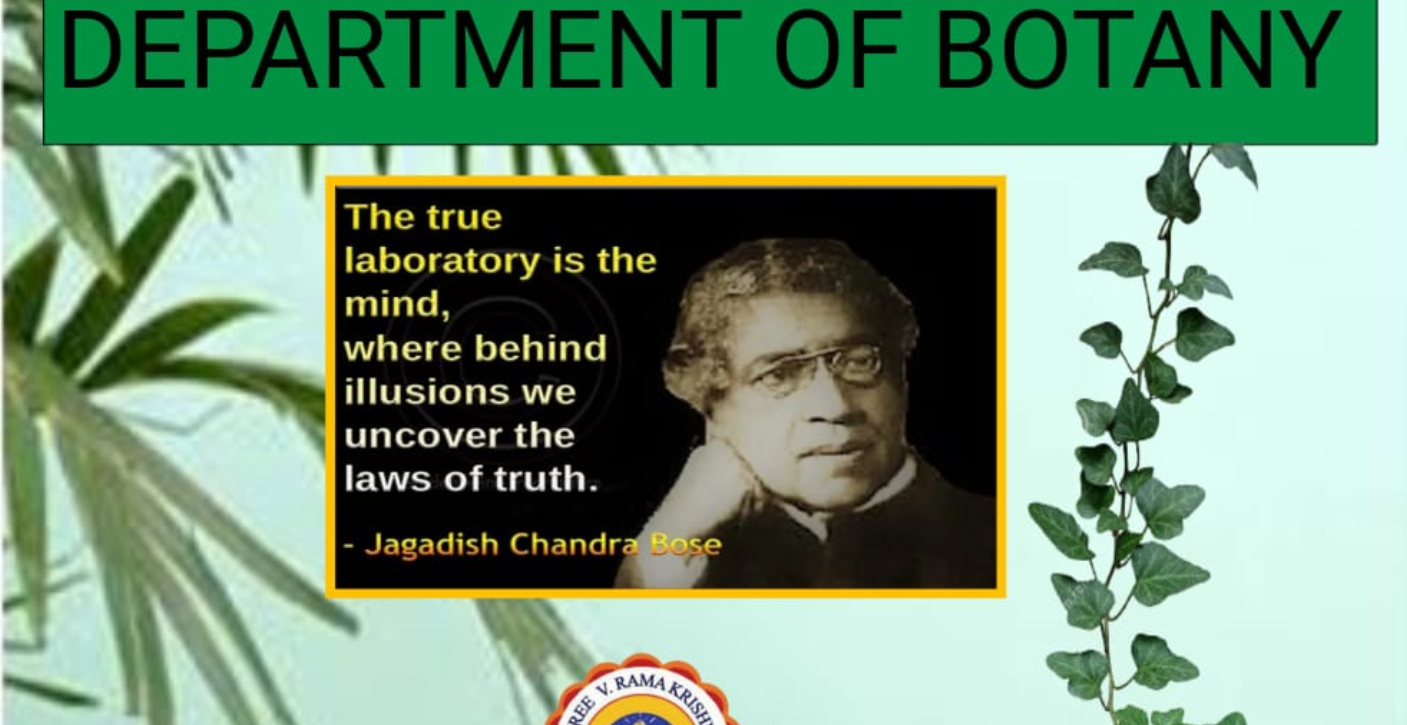 DEPARTMENT OF BOTANY
The true
laboratory is the
mind,
where behind
illusions we
uncover the
laws of truth.
- Jagadish Chandra Bose
V. RAMA